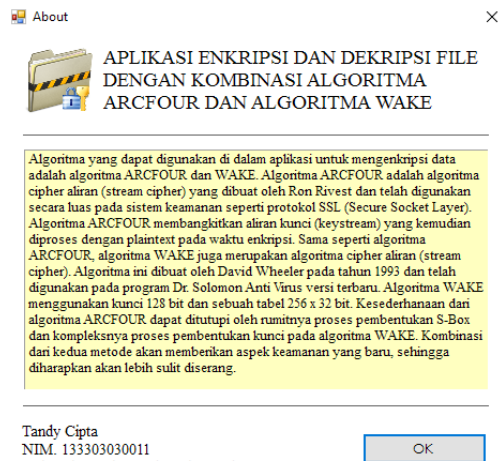 About
APLIKASI ENKRIPSI DAN DEKRIPSI FILE
DENGAN KOMBINASI ALGORITMA
ARCFOUR DAN ALGORITMA WAKE
Algoritma yang dapat digunakan di dalam aplikasi untuk mengenkripsi data
adalah algoritma ARCFOUR dan WAKE. Algoritma ARCFOUR adalah algoritma
cipher aliran (stream cipher) yang dibuat oleh Ron Rivest dan telah digunakan
secara luas pada sistem keamanan seperti protokol SSL (Secure Socket Layer).
Algoritma ARCFOUR membangkitkan aliran kunci (keystream) yang kemudian
diproses dengan plaintext pada waktu enkripsi. Sama seperti algoritma
ARCFOUR, algoritma WAKE juga merupakan algoritma cipher aliran (stream
cipher). Algoritma ini dibuat oleh David Wheeler pada tahun 1993 dan telah
digunakan pada program Dr. Solomon Anti Virus versi terbaru. Algoritma WAKE
menggunakan kunci 128 bit dan sebuah tabel 256 x 32 bit. Kesederhanaan dari
algoritma ARCFOUR dapat ditutupi oleh rumitnya proses pembentukan S-Box
dan kompleksnya proses pembentukan kunci pada algoritma WAKE. Kombinasi
dari kedua metode akan memberikan aspek keamanan yang baru, sehingga
diharapkan akan lebih sulit diserang.
Tandy Cipta
NIM. 133303030011
OK